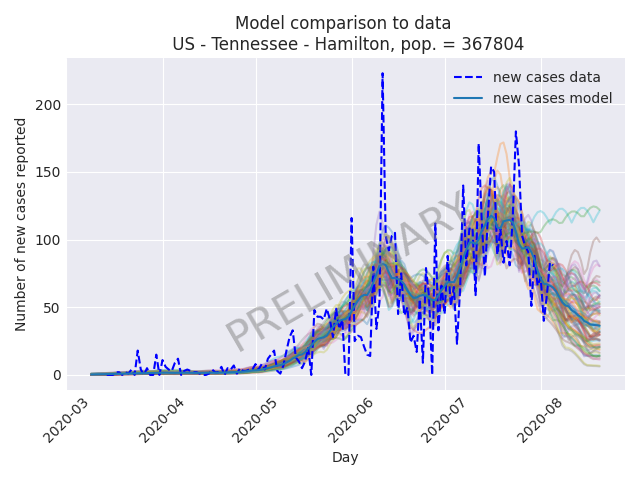 Model comparison to data
US - Tennessee - Hamilton, pop. = 367804
new cases data
new cases model
PRELIMINARY
Number of new cases reported
200
150
100
50
0
2020-03
2020-04
2020-05
2020-06
2020-07
2020-08
Day